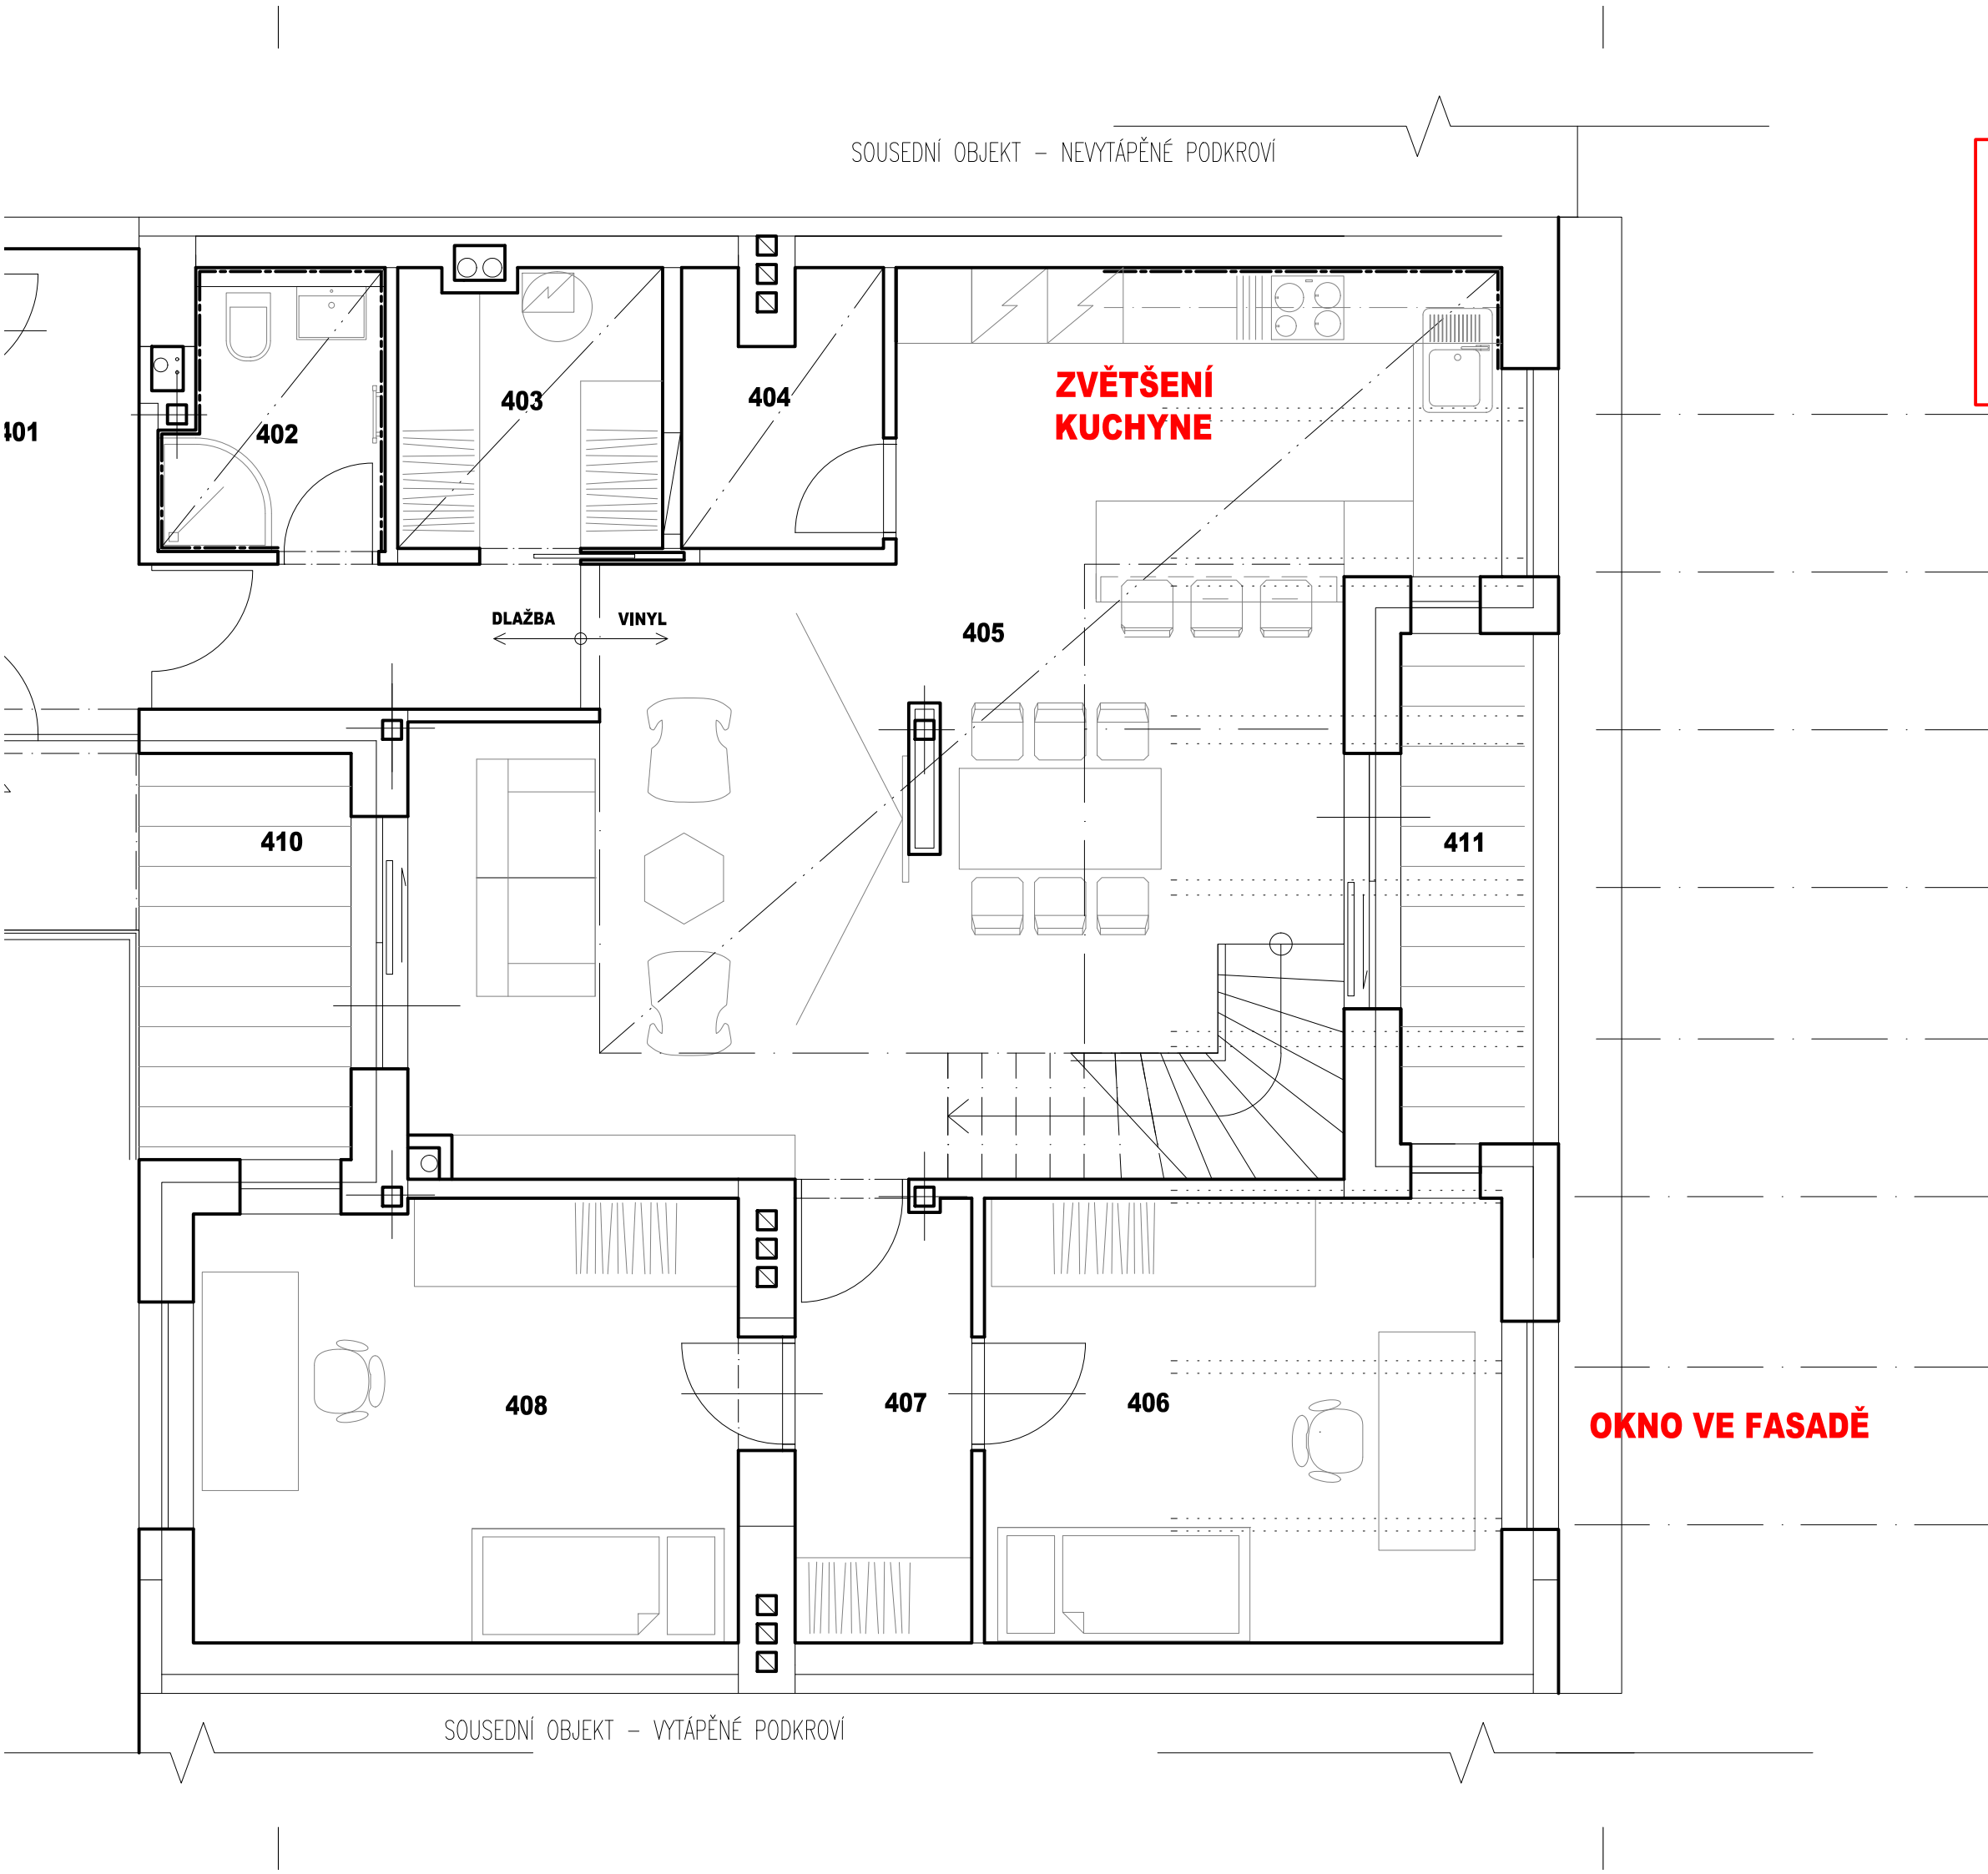 SOUSEDNÍ OBJEKT – NEVYTÁPĚNÉ PODKROVÍ
ZVĚTŠENÍ
KUCHYNE
401
402
403
404
DLAŽBA
VINYL
405
410
411
408
407
406
OKNO VE FASADĚ
SOUSEDNÍ OBJEKT – VYTÁPĚNÉ PODKROVÍ